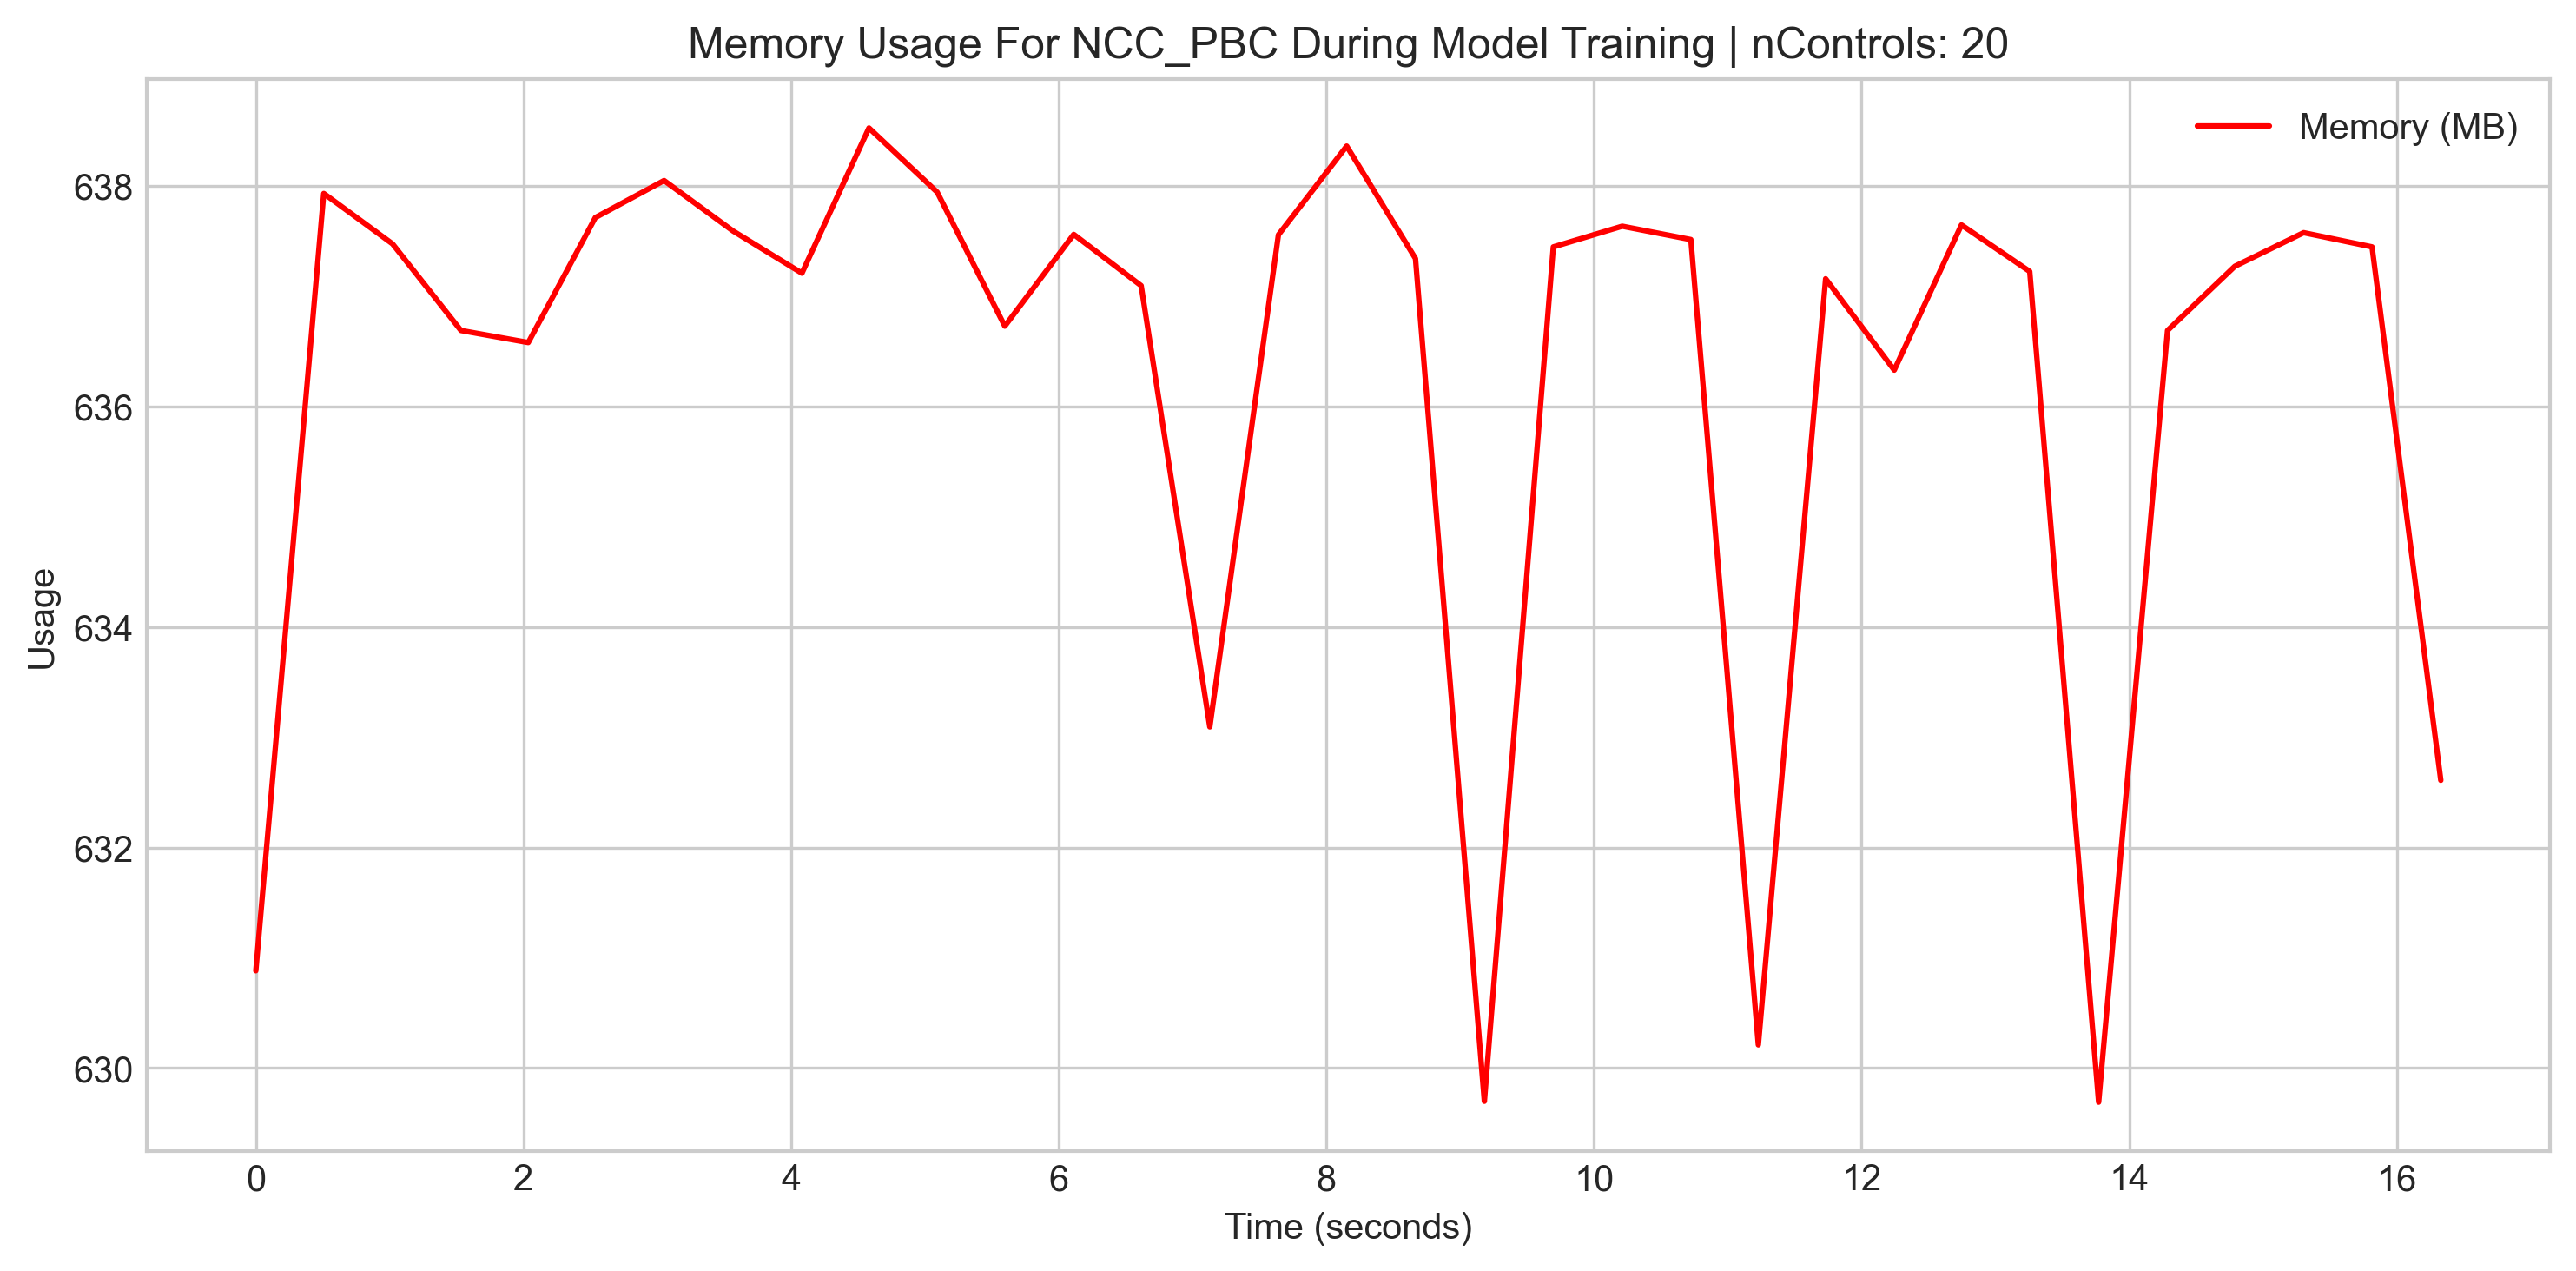 Memory Usage For NCC_PBC During Model Training | nControls: 20
Memory (MB)
638
636
634
632
630
Usage
0 2 4 6 8 10 12 14 16
Time (seconds)